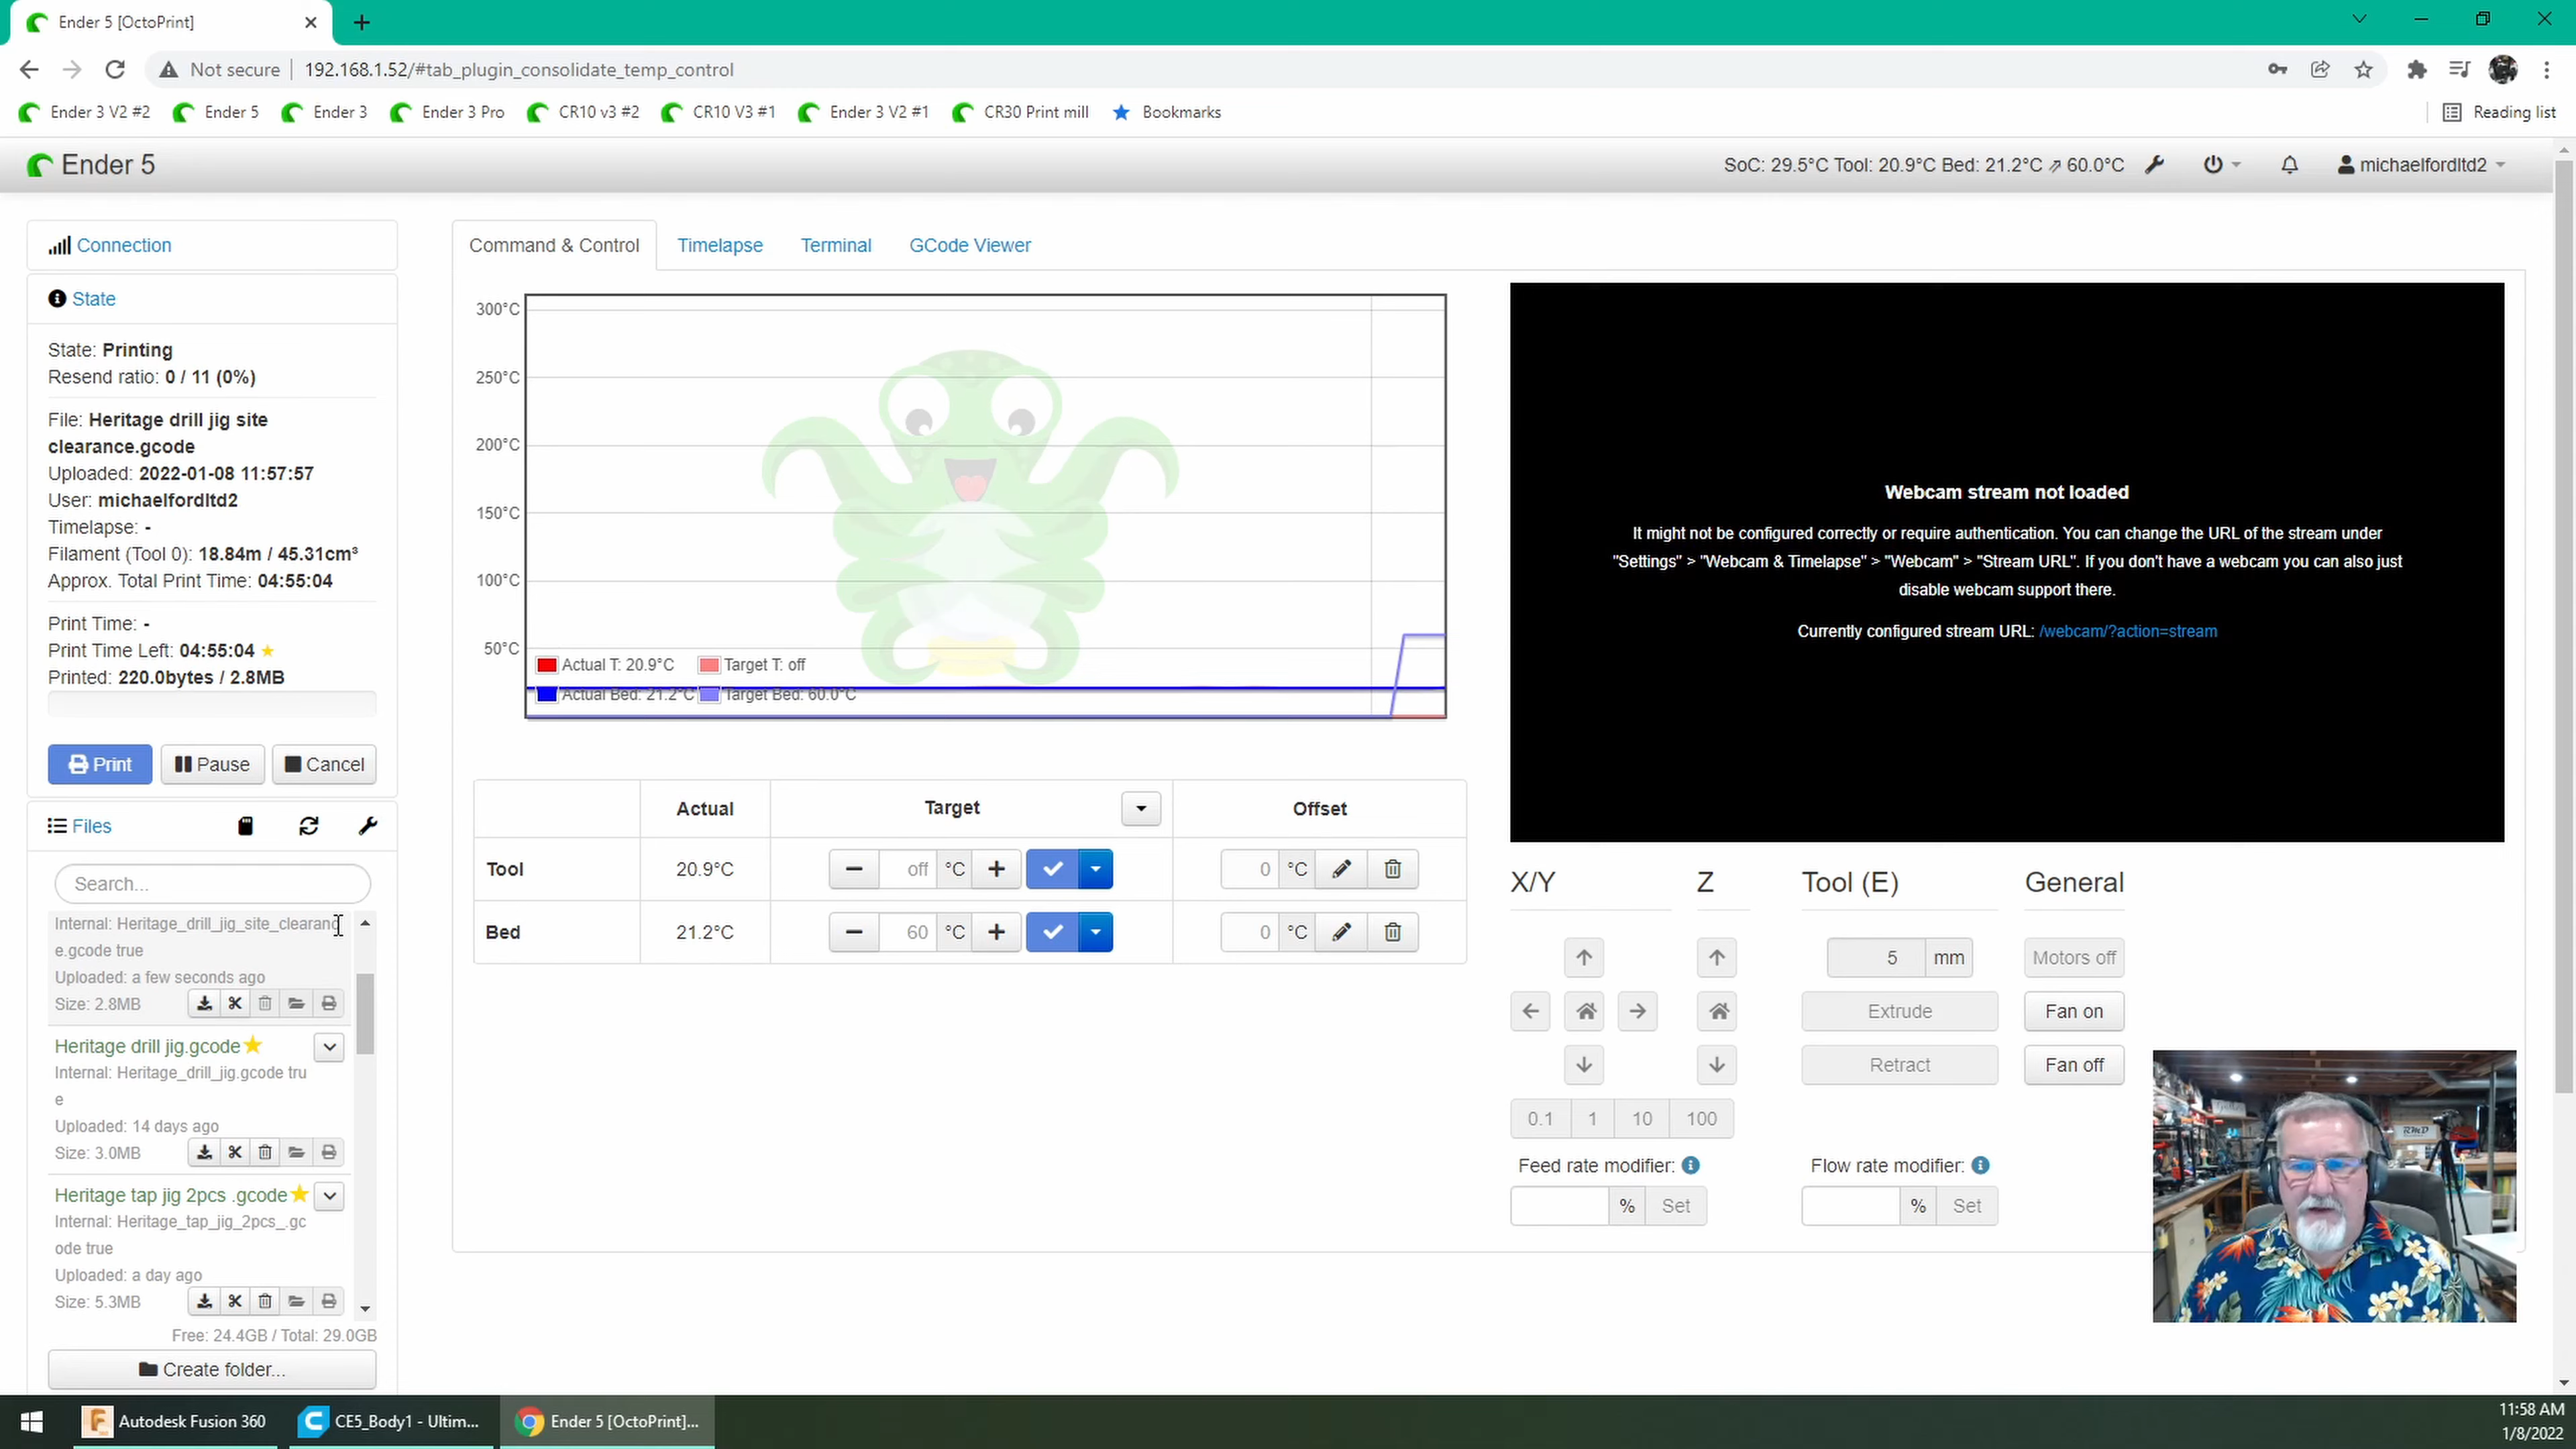 Ender 5 [OctoPrint]
Not secure
192.168.1.52/#tab_plugin_consolidate_temp_control
Ender 3 V2 #2
Ender 5
Ender 3
Ender 3 Pro
CR10 v3 #2
CR10 V3 #1
Ender 3 V2 #1
CR30 Print mill
Bookmarks
Reading list
Ender 5
SoC: 29.5°C Tool: 20.9°C Bed: 21.2°C ⇗ 60.0°C
michaelfordltd2
Connection
State
State: Printing
Resend ratio: 0 / 11 (0%)
File: Heritage drill jig site
clearance.gcode
Uploaded: 2022-01-08 11:57:57
User: michaelfordltd2
Timelapse: -
Filament (Tool 0): 18.84m / 45.31cm³
Approx. Total Print Time: 04:55:04
Print Time: -
Print Time Left: 04:55:04
Printed: 220.0bytes / 2.8MB
Print
Pause
Cancel
Files
Search...
Internal: Heritage_drill_jig_site_clearanc
e.gcode true
Uploaded: a few seconds ago
Size: 2.8MB
Heritage drill jig.gcode
Internal: Heritage_drill_jig.gcode tru
e
Uploaded: 14 days ago
Size: 3.0MB
Heritage tap jig 2pcs .gcode
Internal: Heritage_tap_jig_2pcs_.gc
ode true
Uploaded: a day ago
Size: 5.3MB
Free: 24.4GB / Total: 29.0GB
Create folder...
Command & Control
Timelapse
Terminal
GCode Viewer
300°C
250°C
200°C
150°C
100°C
50°C
Actual T: 20.9°C
Target T: off
Actual Bed: 21.2°C
Target Bed: 60.0°C
Actual
Target
Offset
Tool
20.9°C
off
°C
0
°C
Bed
21.2°C
60
°C
0
°C
Webcam stream not loaded
It might not be configured correctly or require authentication. You can change the URL of the stream under
"Settings" > "Webcam & Timelapse" > "Webcam" > "Stream URL". If you don't have a webcam you can also just
disable webcam support there.
Currently configured stream URL: /webcam/?action=stream
X/Y
Z
Tool (E)
General
5
mm
Motors off
Extrude
Fan on
Retract
Fan off
0.1
1
10
100
Feed rate modifier:
Flow rate modifier:
%
Set
%
Set
RMD
Autodesk Fusion 360
CE5_Body1 - Ultim...
Ender 5 [OctoPrint]...
11:58 AM
1/8/2022